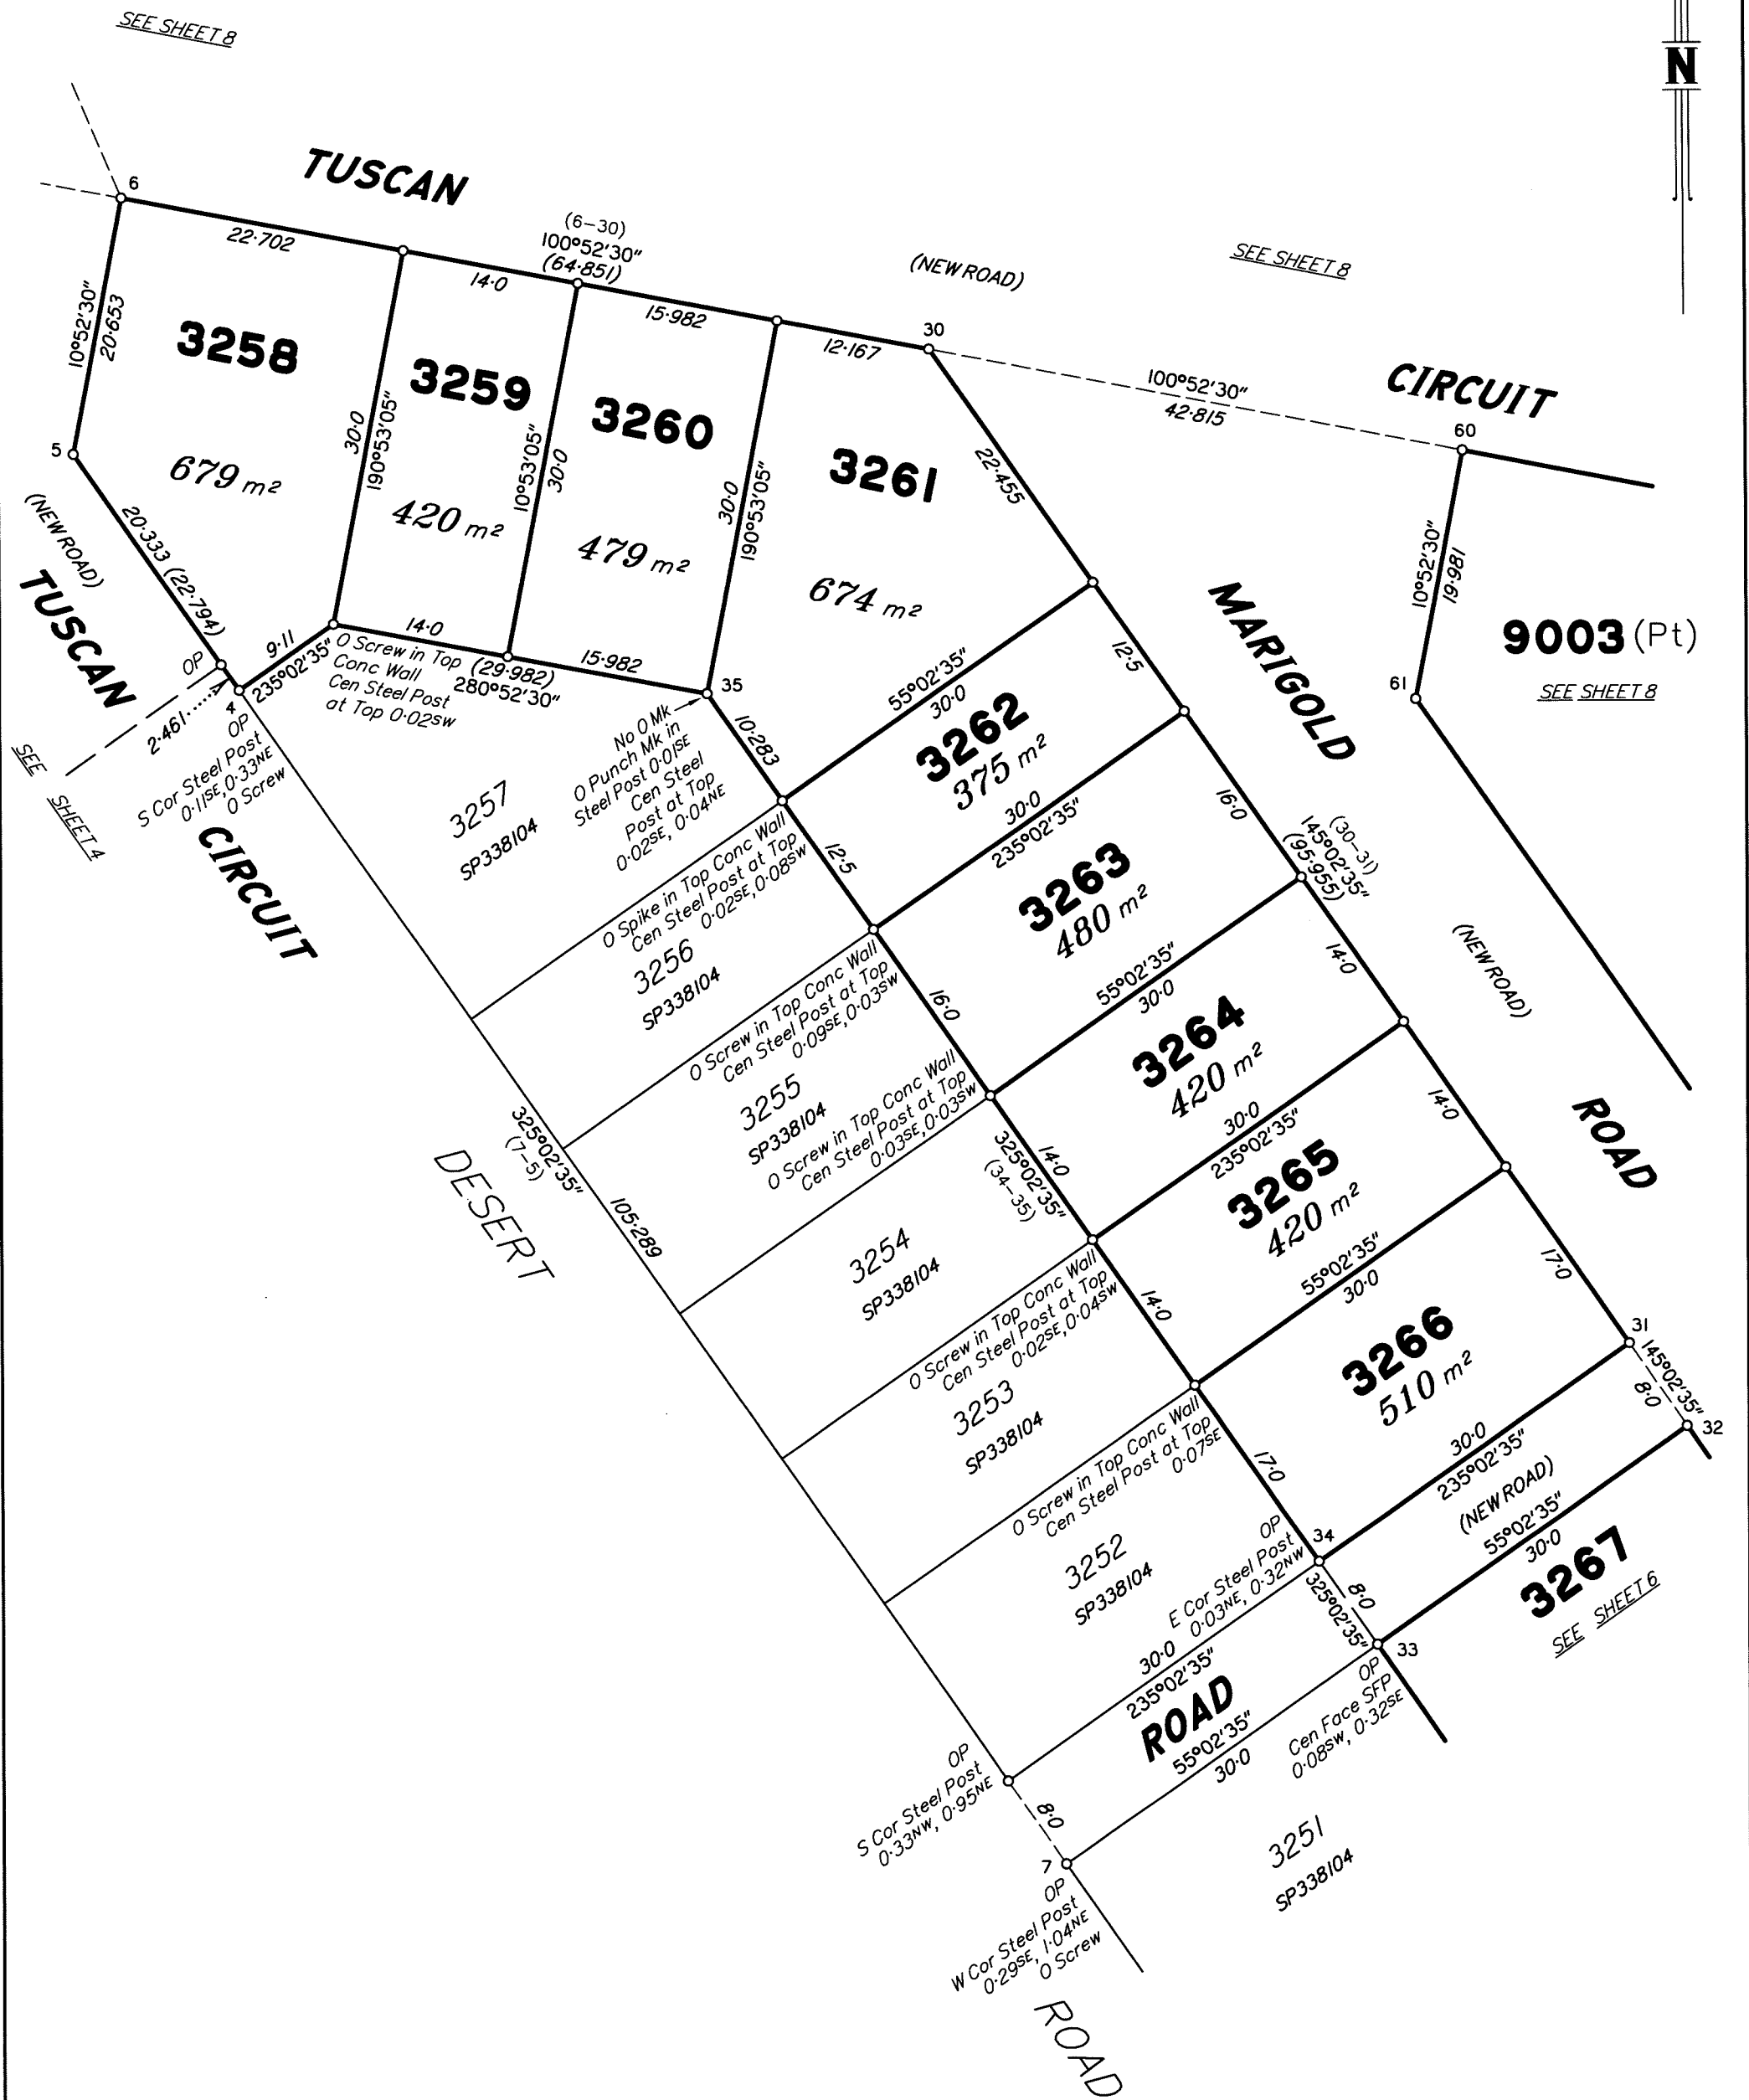 SEE SHEET 8
N
TUSCAN
6
22·702
(6–30)
100°52'30"
(64·851)
14·0
15·982
12·167
(NEW ROAD)
SEE SHEET 8
30
100°52'30"
42·815
CIRCUIT
60
10°52'30"
20·653
3258
679 m²
30·0
190°53'05"
3259
420 m²
10°53'05"
30·0
3260
479 m²
30·0
190°53'05"
3261
674 m²
22·455
10°52'30"
19·981
9003 (Pt)
SEE SHEET 8
61
5
(NEW ROAD)
TUSCAN
20·333 (22·794)
OP
9·11
235°02'35"
4
2·461
OP
S Cor Steel Post
0·11SE, 0·33NE
O Screw
SEE
SHEET 4
CIRCUIT
14·0
O Screw in Top
Conc Wall
Cen Steel Post
at Top 0·02SW
(29·982)
280°52'30"
15·982
35
No O Mk
O Punch Mk in
Steel Post 0·01SE
Cen Steel
Post at Top
0·02SE, 0·04NE
10·283
55°02'35"
30·0
12·5
MARIGOLD
3262
375 m²
30·0
235°02'35"
16·0
3257
SP338104
O Spike in Top Conc Wall
Cen Steel Post at Top
0·02SE, 0·08SW
12·5
3256
SP338104
3263
480 m²
(30–31)
145°02'35"
(95·955)
55°02'35"
30·0
14·0
(NEW ROAD)
O Screw in Top Conc Wall
Cen Steel Post at Top
0·09SE, 0·03SW
16·0
3255
SP338104
3264
420 m²
30·0
235°02'35"
14·0
ROAD
O Screw in Top Conc Wall
Cen Steel Post at Top
0·03SE, 0·03SW
14·0
325°02'35"
(34–35)
325°02'35"
(7–5)
105·289
DESERT
3254
SP338104
3265
420 m²
55°02'35"
30·0
17·0
O Screw in Top Conc Wall
Cen Steel Post at Top
0·02SE, 0·04SW
14·0
3253
SP338104
3266
510 m²
31
145°02'35"
8·0
32
30·0
235°02'35"
(NEW ROAD)
55°02'35"
30·0
3267
SEE SHEET 6
O Screw in Top Conc Wall
Cen Steel Post at Top
0·07SE
17·0
3252
SP338104
OP
E Cor Steel Post
0·03NE, 0·32NW
34
8·0
325°02'35"
33
30·0
235°02'35"
ROAD
55°02'35"
30·0
OP
Cen Face SFP
0·08SW, 0·32SE
OP
S Cor Steel Post
0·33NW, 0·95NE
8·0
7
3251
SP338104
OP
W Cor Steel Post
0·29SE, 1·04NE
O Screw
ROAD